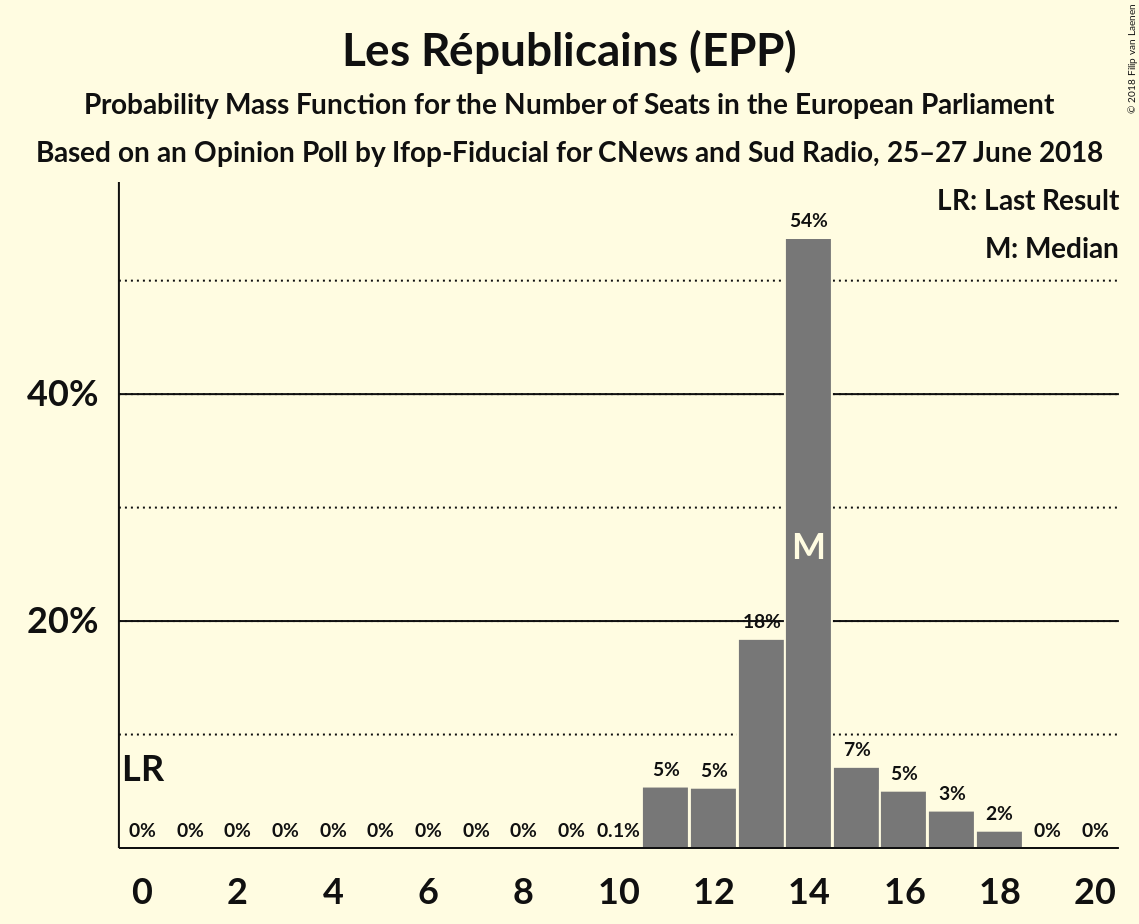 Les Républicains (EPP)
Probability Mass Function for the Number of Seats in the European Parliament
Based on an Opinion Poll by Ifop-Fiducial for CNews and Sud Radio, 25–27 June 2018
© 2018 Filip van Laenen
LR: Last Result
M: Median
54%
40%
M
20%
18%
LR
7%
5% 5% 5%
3%
2%
0% 0% 0% 0% 0% 0% 0% 0% 0% 0% 0.1% 0% 0%
0 2 4 6 8 10 12 14 16 18 20